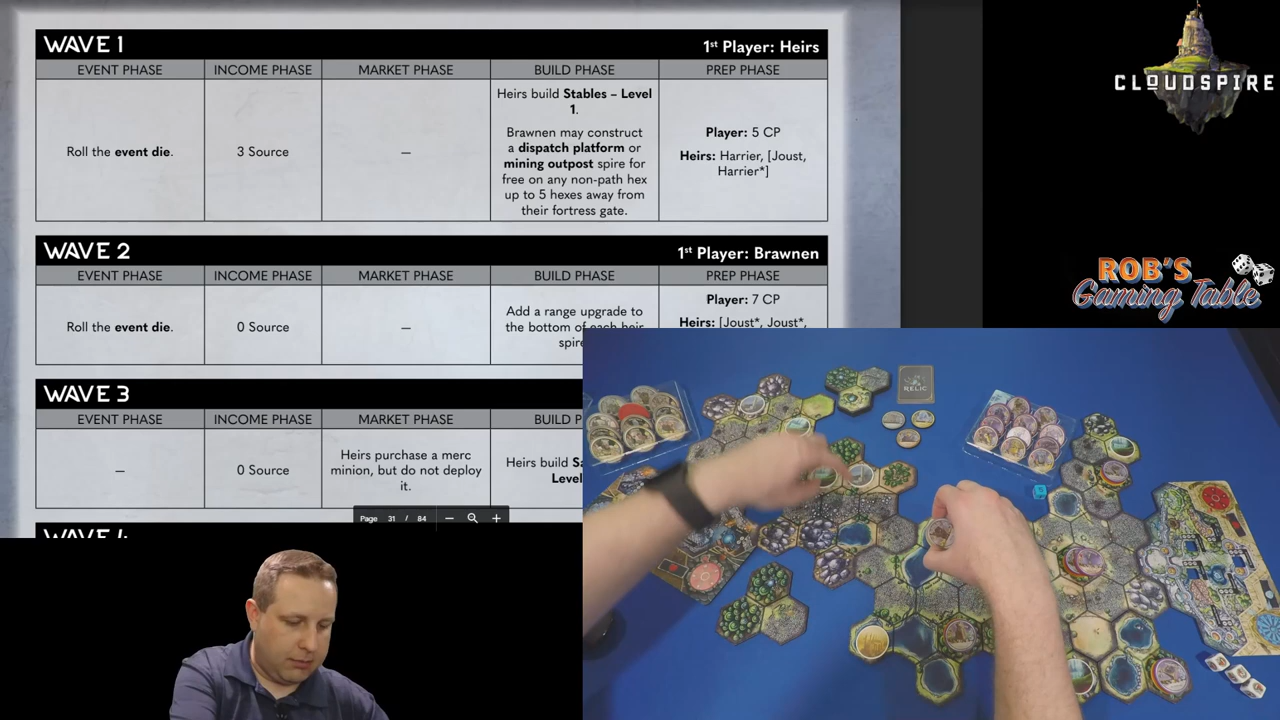 WAVE 1
1st Player: Heirs
EVENT PHASE
INCOME PHASE
MARKET PHASE
BUILD PHASE
PREP PHASE
Roll the event die.
3 Source
—
Heirs build Stables – Level
1.
Brawnen may construct
a dispatch platform or
mining outpost spire for
free on any non-path hex
up to 5 hexes away from
their fortress gate.
Player: 5 CP
Heirs: Harrier, [Joust,
Harrier*]
WAVE 2
1st Player: Brawnen
EVENT PHASE
INCOME PHASE
MARKET PHASE
BUILD PHASE
PREP PHASE
Roll the event die.
0 Source
—
Add a range upgrade to
the bottom of each heir
spire
Player: 7 CP
Heirs: [Joust*, Joust*,
WAVE 3
EVENT PHASE
INCOME PHASE
MARKET PHASE
BUILD P
—
0 Source
Heirs purchase a merc
minion, but do not deploy
it.
Heirs build Sa
Level
WAVE 4
Page 31 / 84
CLOUDSPIRE
ROB'S
Gaming Table
RELIC